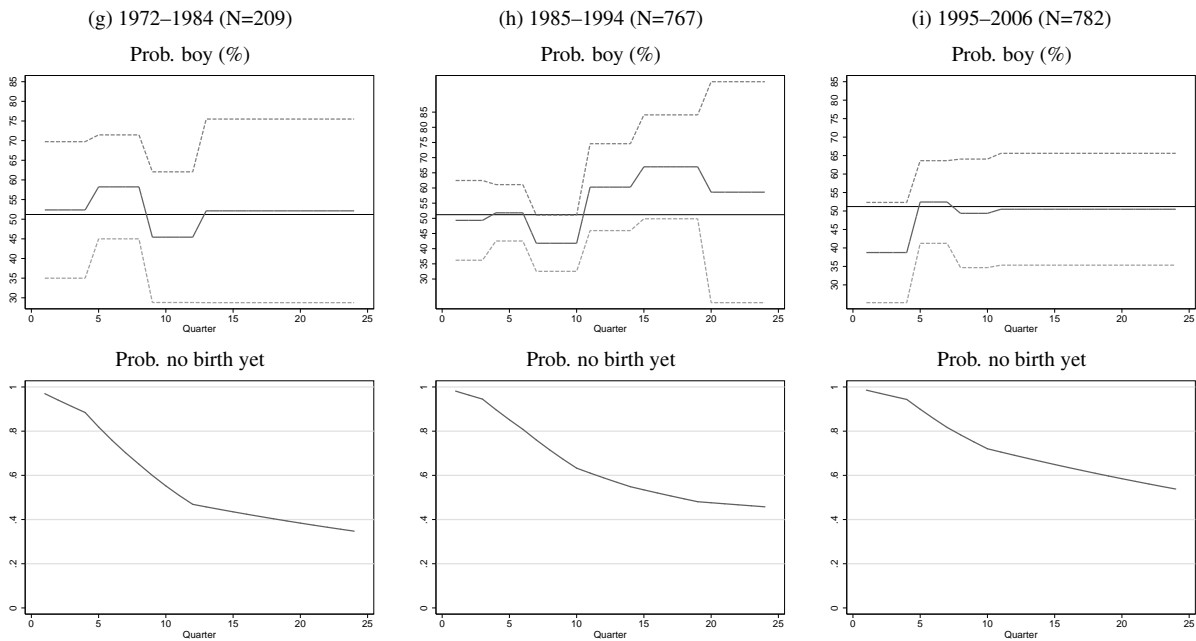 (g) 1972–1984 (N=209)
(h) 1985–1994 (N=767)
(i) 1995–2006 (N=782)
Prob. boy (%)
Prob. boy (%)
Prob. boy (%)
30 35 40 45 50 55 60 65 70 75 80 85
0 5 10 15 20 25
Quarter
30 35 40 45 50 55 60 65 70 75 80 85
0 5 10 15 20 25
Quarter
30 35 40 45 50 55 60 65 70 75 80 85
0 5 10 15 20 25
Quarter
Prob. no birth yet
Prob. no birth yet
Prob. no birth yet
0 .2 .4 .6 .8 1
0 5 10 15 20 25
Quarter
0 .2 .4 .6 .8 1
0 5 10 15 20 25
Quarter
0 .2 .4 .6 .8 1
0 5 10 15 20 25
Quarter